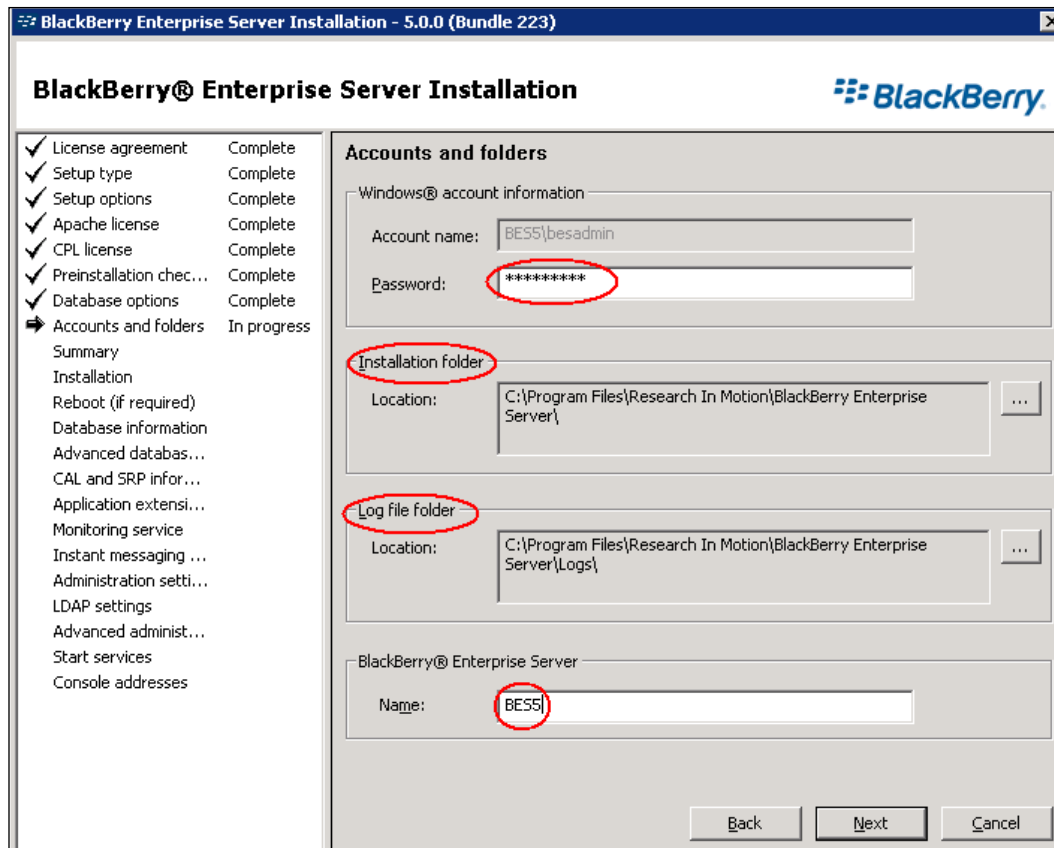 BlackBerry Enterprise Server Installation - 5.0.0 (Bundle 223)
BlackBerry® Enterprise Server Installation
BlackBerry.
License agreement Complete
Setup type Complete
Setup options Complete
Apache license Complete
CPL license Complete
Preinstallation chec... Complete
Database options Complete
Accounts and folders In progress
Summary
Installation
Reboot (if required)
Database information
Advanced databas...
CAL and SRP infor...
Application extensi...
Monitoring service
Instant messaging ...
Administration setti...
LDAP settings
Advanced administ...
Start services
Console addresses
Accounts and folders
Windows® account information
Account name: BES5\besadmin
Password: *********
Installation folder
Location: C:\Program Files\Research In Motion\BlackBerry Enterprise
Server\
...
Log file folder
Location: C:\Program Files\Research In Motion\BlackBerry Enterprise
Server\Logs\
...
BlackBerry® Enterprise Server
Name: BES5
Back Next Cancel